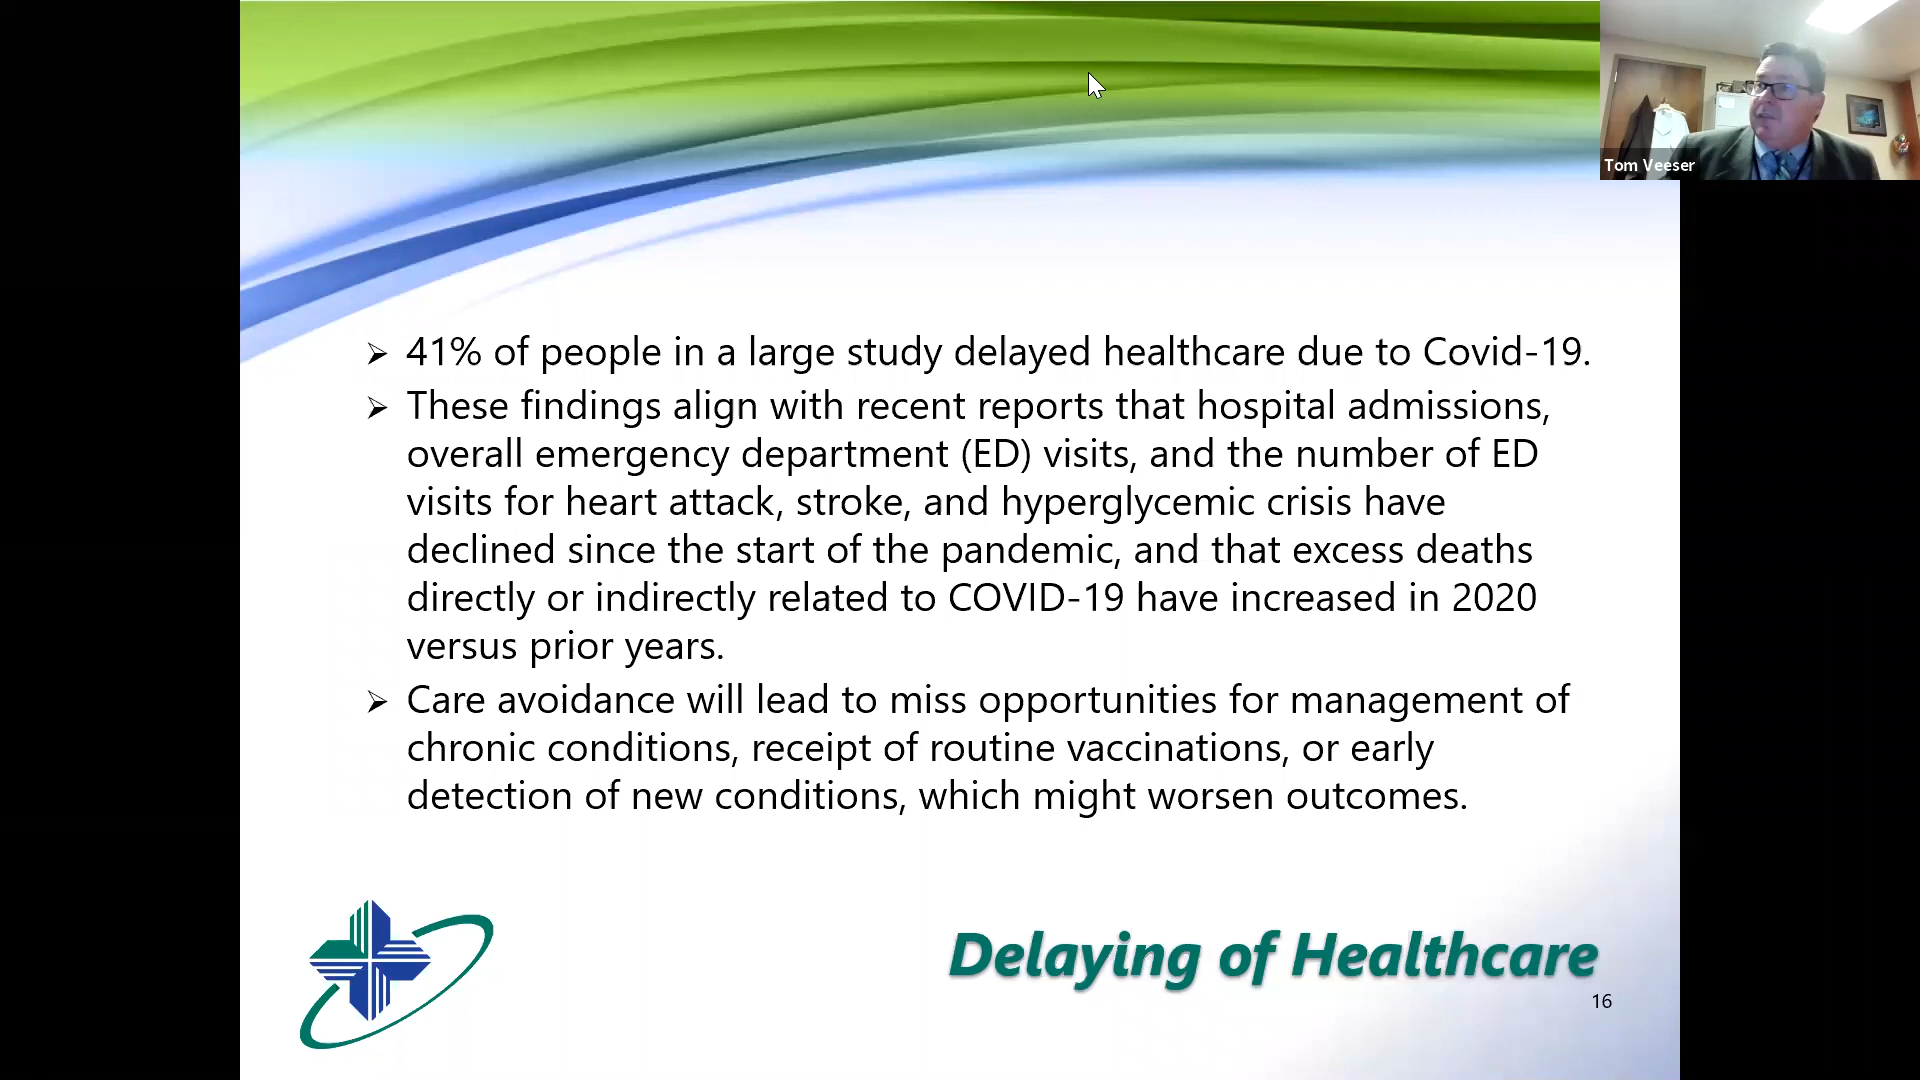 Tom Veeser
41% of people in a large study delayed healthcare due to Covid-19.
These findings align with recent reports that hospital admissions,
overall emergency department (ED) visits, and the number of ED
visits for heart attack, stroke, and hyperglycemic crisis have
declined since the start of the pandemic, and that excess deaths
directly or indirectly related to COVID-19 have increased in 2020
versus prior years.
Care avoidance will lead to miss opportunities for management of
chronic conditions, receipt of routine vaccinations, or early
detection of new conditions, which might worsen outcomes.
Delaying of Healthcare
16